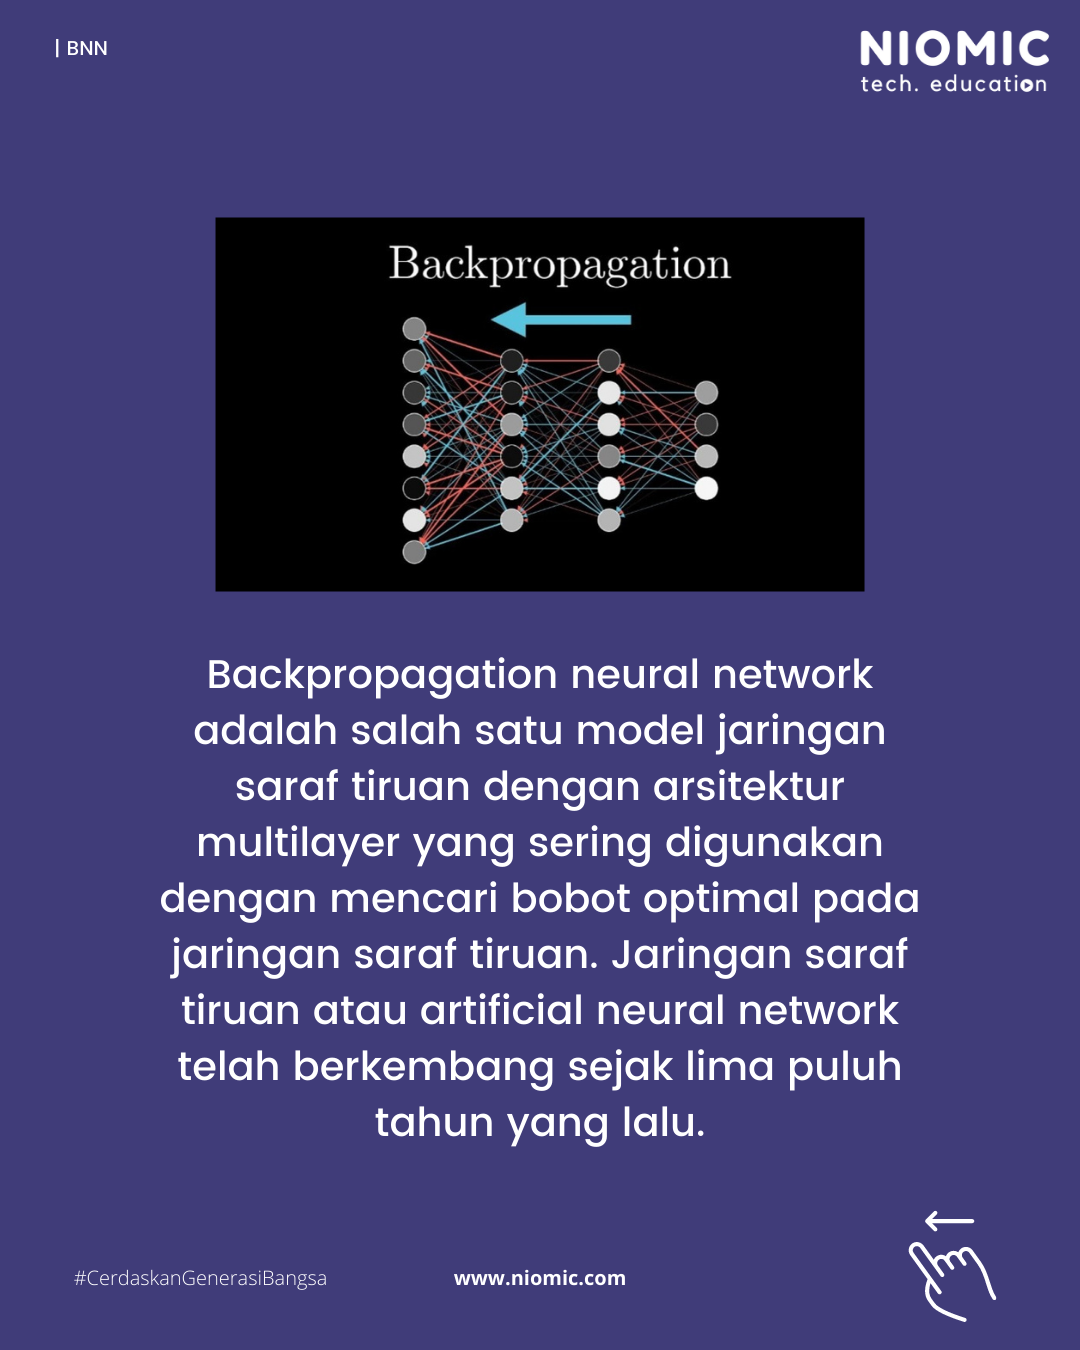 | BNN
NIOMIC
tech. education
Backpropagation
Backpropagation neural network
adalah salah satu model jaringan
saraf tiruan dengan arsitektur
multilayer yang sering digunakan
dengan mencari bobot optimal pada
jaringan saraf tiruan. Jaringan saraf
tiruan atau artificial neural network
telah berkembang sejak lima puluh
tahun yang lalu.
#CerdaskanGenerasiBangsa
www.niomic.com